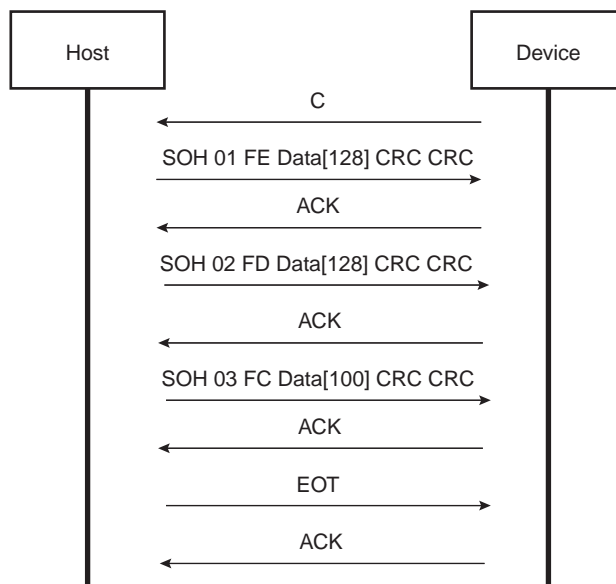 Host
Device
C
SOH 01 FE Data[128] CRC CRC
ACK
SOH 02 FD Data[128] CRC CRC
ACK
SOH 03 FC Data[100] CRC CRC
ACK
EOT
ACK